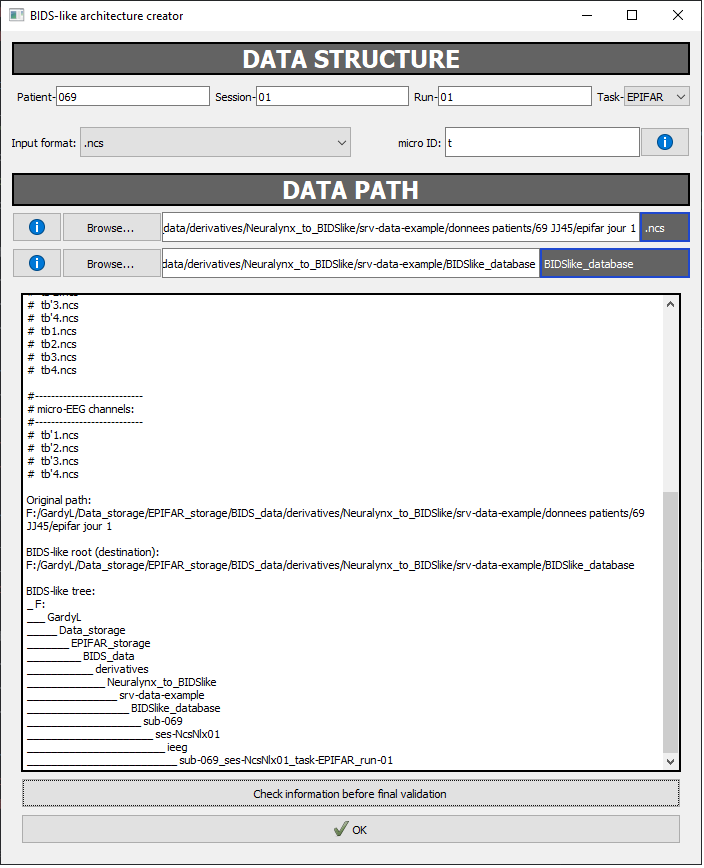 BIDS-like architecture creator
DATA STRUCTURE
Patient- 069 Session- 01 Run- 01 Task- EPIFAR
Input format: .ncs micro ID: t
DATA PATH
Browse... _data/derivatives/Neuralynx_to_BIDSlike/srv-data-example/donnees patients/69 JJ45/epifar jour 1 .ncs
Browse... data/derivatives/Neuralynx_to_BIDSlike/srv-data-example/BIDSlike_database BIDSlike_database
# tb'3.ncs
# tb'4.ncs
# tb1.ncs
# tb2.ncs
# tb3.ncs
# tb4.ncs
#---------------------------
# micro-EEG channels:
#---------------------------
# tb'1.ncs
# tb'2.ncs
# tb'3.ncs
# tb'4.ncs
Original path:
F:/GardyL/Data_storage/EPIFAR_storage/BIDS_data/derivatives/Neuralynx_to_BIDSlike/srv-data-example/donnees patients/69
JJ45/epifar jour 1
BIDS-like root (destination):
F:/GardyL/Data_storage/EPIFAR_storage/BIDS_data/derivatives/Neuralynx_to_BIDSlike/srv-data-example/BIDSlike_database
BIDS-like tree:
_ F:
___ GardyL
_____ Data_storage
_______ EPIFAR_storage
_________ BIDS_data
___________ derivatives
_____________ Neuralynx_to_BIDSlike
_______________ srv-data-example
_________________ BIDSlike_database
___________________ sub-069
_____________________ ses-NcsNlx01
_______________________ ieeg
_________________________ sub-069_ses-NcsNlx01_task-EPIFAR_run-01
Check information before final validation
OK